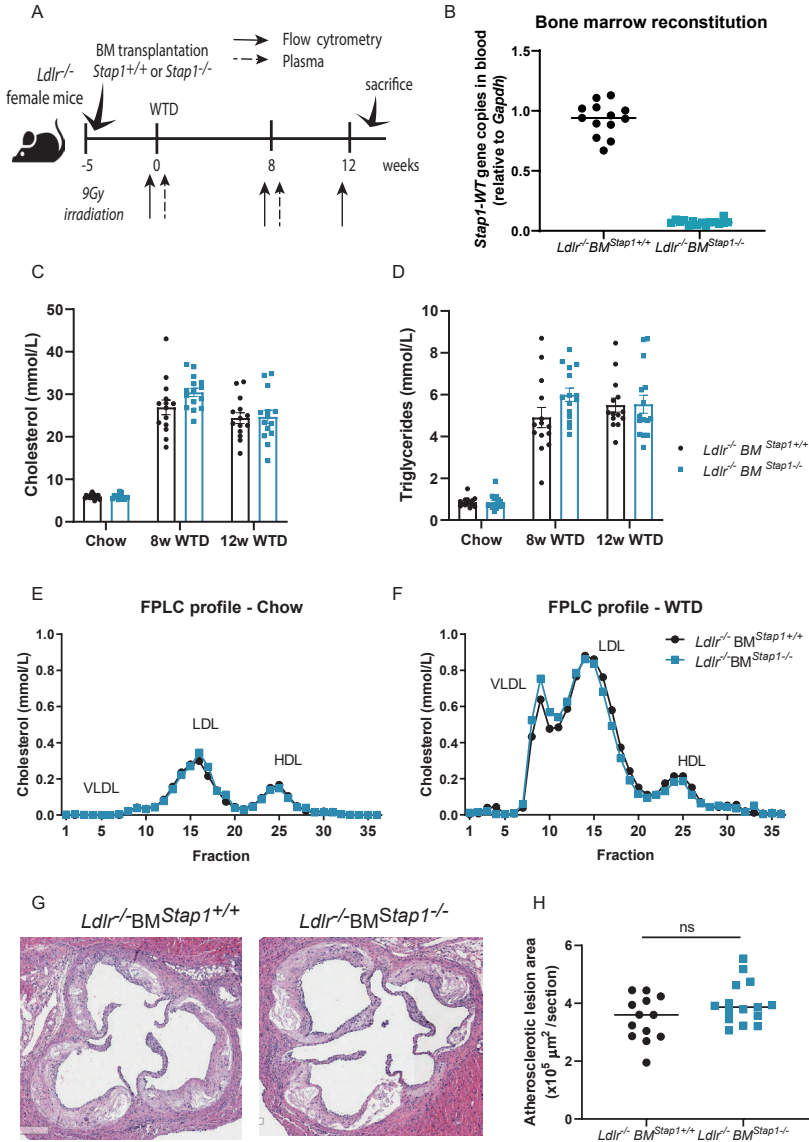 A
BM transplantation
Stap1+/+ or Stap1-/-
Flow cytrometry
Plasma
Ldlr-/-
female mice
WTD
sacrifice
-5
0
8
12
weeks
9Gy
irradiation
B
Bone marrow reconstitution
Stap1-WT gene copies in blood
(relative to Gapdh)
1.5
1.0
0.5
0.0
Ldlr-/-BMStap1+/+
Ldlr-/-BMStap1-/-
C
Cholesterol (mmol/L)
50
40
30
20
10
0
Chow
8w WTD
12w WTD
D
Triglycerides (mmol/L)
10
8
6
4
2
0
Chow
8w WTD
12w WTD
Ldlr-/- BM Stap1+/+
Ldlr-/- BM Stap1-/-
E
FPLC profile - Chow
Cholesterol (mmol/L)
1.0
0.8
0.6
0.4
0.2
0.0
VLDL
LDL
HDL
1 5 10 15 20 25 30 35
Fraction
F
FPLC profile - WTD
Cholesterol (mmol/L)
1.0
0.8
0.6
0.4
0.2
0.0
VLDL
LDL
HDL
Ldlr-/- BMStap1+/+
Ldlr-/-BMStap1-/-
1 5 10 15 20 25 30 35
Fraction
G
Ldlr-/-BMStap1+/+
Ldlr-/-BMStap1-/-
H
Atherosclerotic lesion area
(x10⁵ µm² /section)
6
4
2
0
ns
Ldlr-/- BMStap1+/+
Ldlr-/- BMStap1-/-